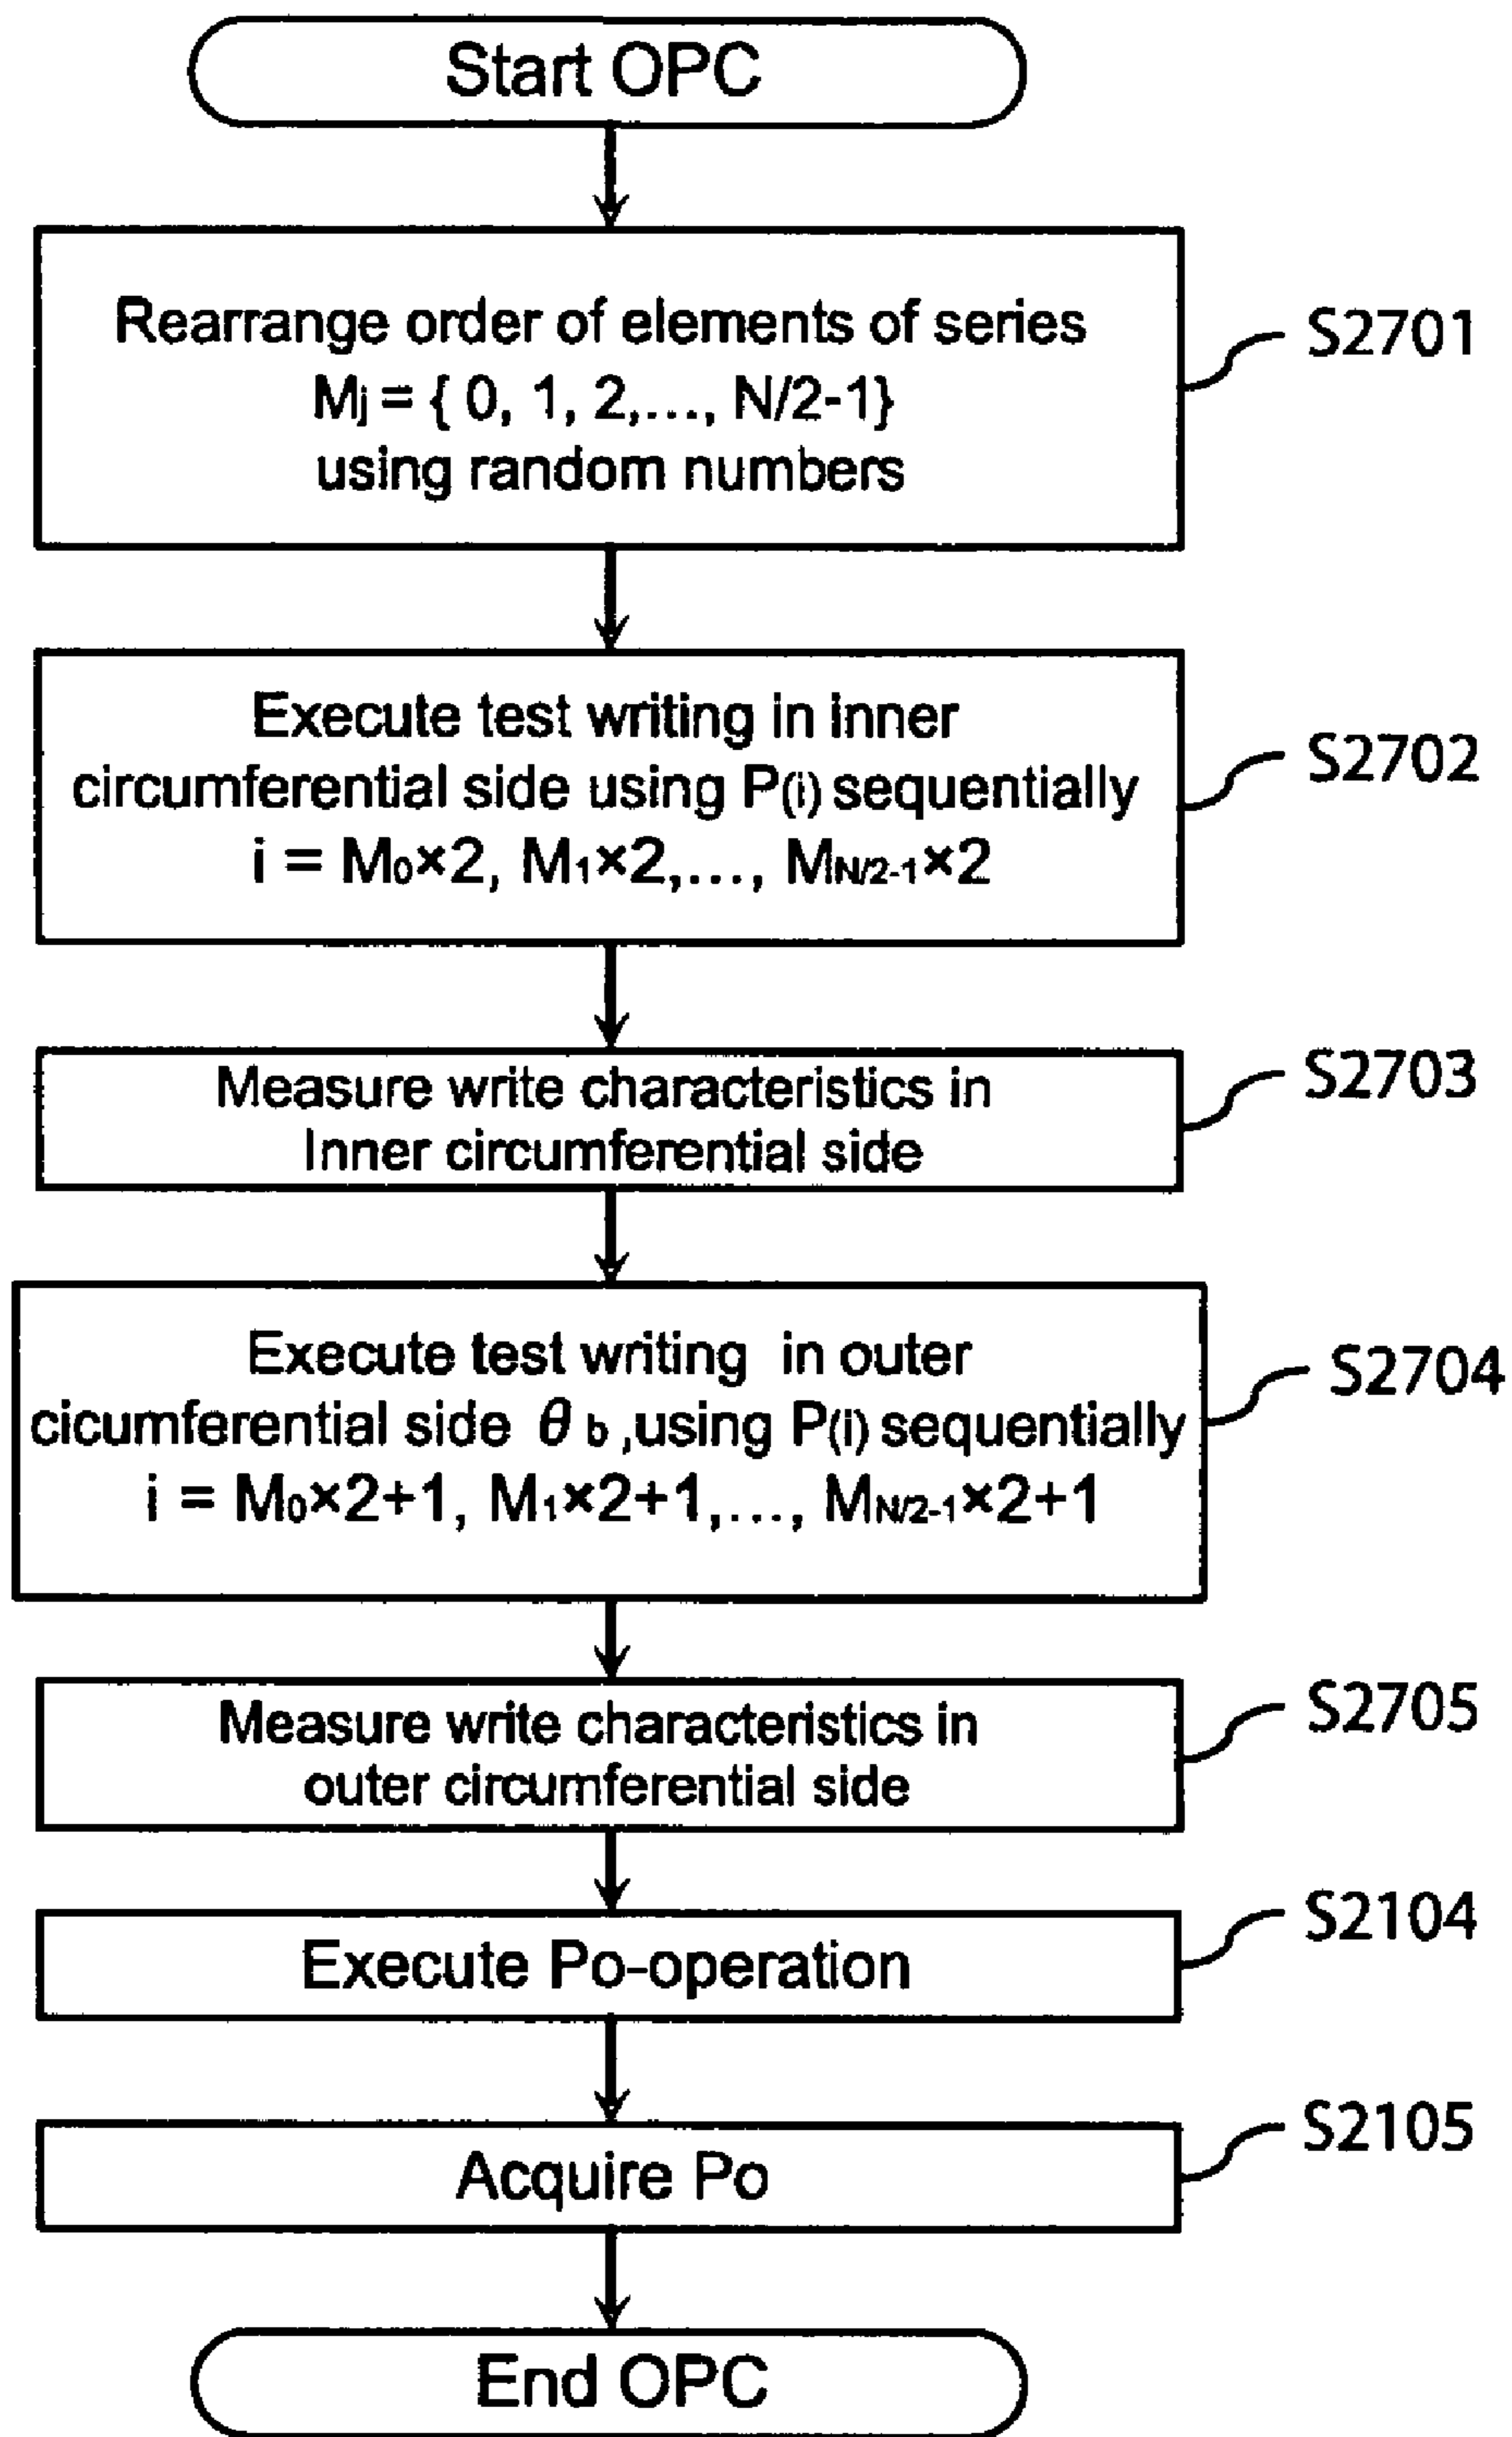 Start OPC
Rearrange order of elements of series
Mj = { 0, 1, 2,..., N/2-1}
using random numbers
S2701
Execute test writing in inner
circumferential side using P(i) sequentially
i = M0×2, M1×2,..., MN/2-1×2
S2702
Measure write characteristics in
Inner circumferential side
S2703
Execute test writing in outer
cicumferential side θb,using P(i) sequentially
i = M0×2+1, M1×2+1,..., MN/2-1×2+1
S2704
Measure write characteristics in
outer circumferential side
S2705
Execute Po-operation
S2104
Acquire Po
S2105
End OPC